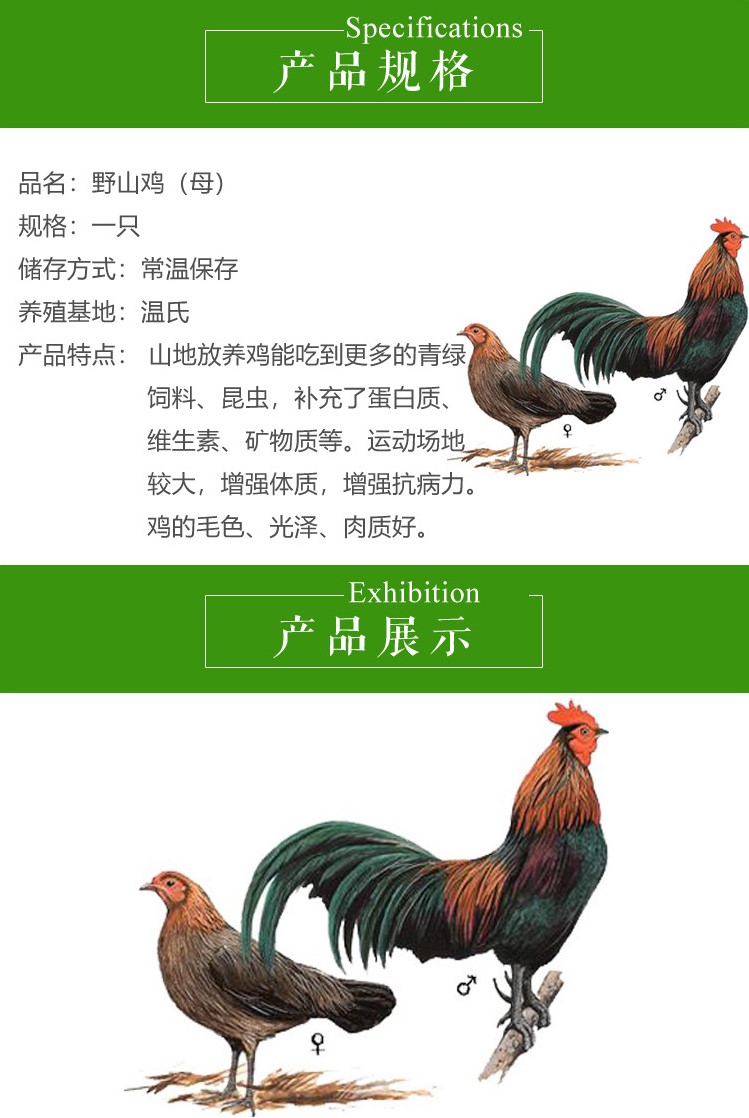 Specifications
产品规格
品名：野山鸡（母）
规格：一只
储存方式：常温保存
养殖基地：温氏
产品特点： 山地放养鸡能吃到更多的青绿
饲料、昆虫，补充了蛋白质、
维生素、矿物质等。运动场地
较大，增强体质，增强抗病力。
鸡的毛色、光泽、肉质好。
♂
♀
Exhibition
产品展示
♂
♀